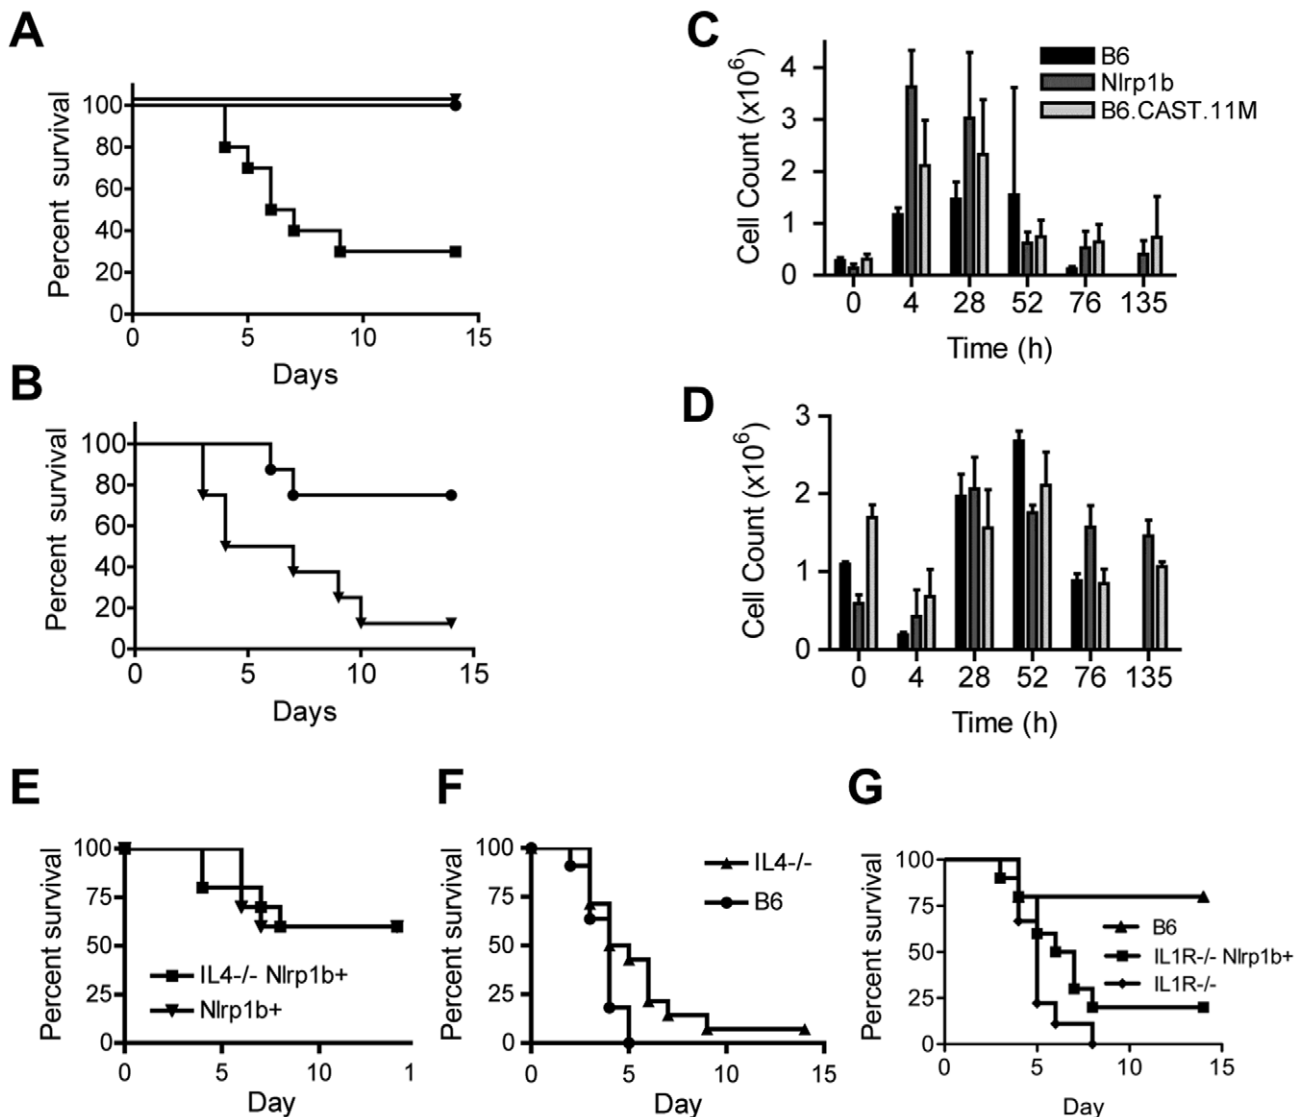 A
Percent survival
100
80
60
40
20
0
0 5 10 15
Days
B
Percent survival
100
80
60
40
20
0
0 5 10 15
Days
C
Cell Count (x10⁶)
4
3
2
1
0
B6
Nlrp1b
B6.CAST.11M
0 4 28 52 76 135
Time (h)
D
Cell Count (x10⁶)
3
2
1
0
0 4 28 52 76 135
Time (h)
E
Percent survival
100
75
50
25
0
IL4-/- Nlrp1b+
Nlrp1b+
0 5 10 1
Day
F
Percent survival
100
75
50
25
0
IL4-/-
B6
0 5 10 15
Day
G
Percent survival
100
75
50
25
0
B6
IL1R-/- Nlrp1b+
IL1R-/-
0 5 10 15
Day